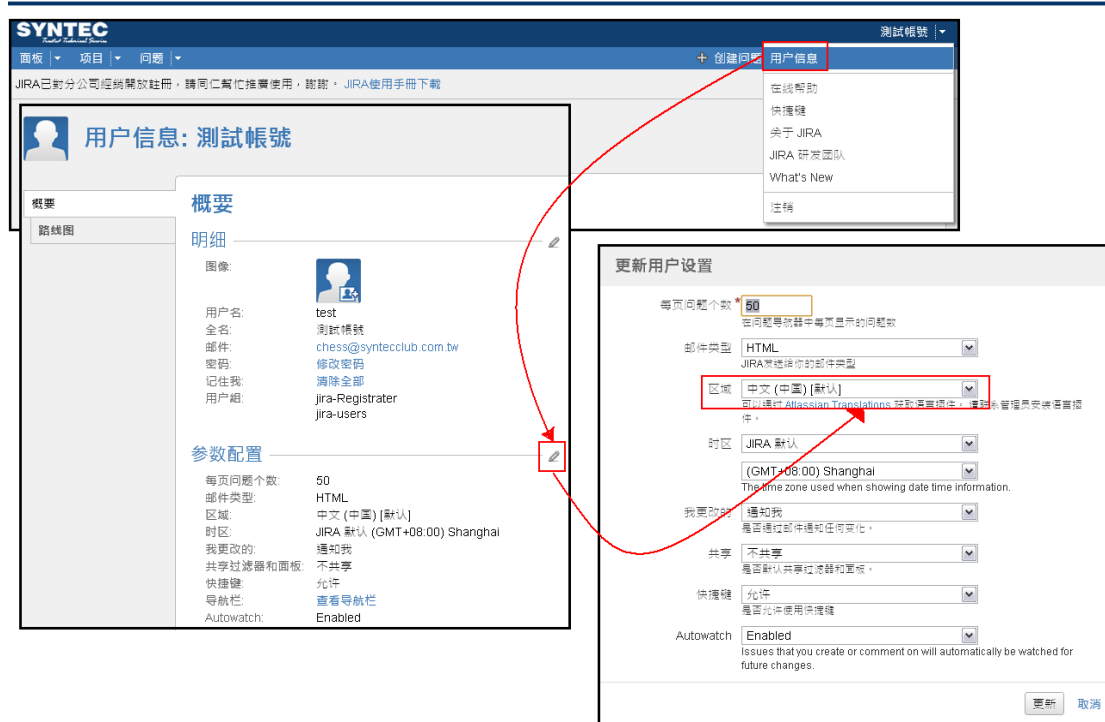 SYNTEC
測試帳號
面板 项目 问题
创建问题
用户信息
JIRA已對分公司經銷開放註冊，請同仁幫忙推廣使用，謝謝。 JIRA使用手冊下載
在线帮助
快捷键
关于 JIRA
JIRA 研发团队
What's New
注销
用户信息: 測試帳號
概要
路线图
概要
明细
图像:
用户名: test
全名: 測試帳號
邮件: chess@syntecclub.com.tw
密码: 修改密码
记住我: 清除全部
用户组: jira-Registrater
jira-users
参数配置
每页问题个数: 50
邮件类型: HTML
区域: 中文 (中国) [默认]
时区: JIRA 默认 (GMT+08:00) Shanghai
我更改的: 通知我
共享过滤器和面板: 不共享
快捷键: 允许
导航栏: 查看导航栏
Autowatch: Enabled
更新用户设置
每页问题个数* 50
在问题导航器中每页显示的问题数
邮件类型 HTML
JIRA发送给你的邮件类型
区域 中文 (中国) [默认]
可以通过 Atlassian Translations 获取语言插件。 请联系管理员安装语言插
件。
时区 JIRA 默认
(GMT+08:00) Shanghai
The time zone used when showing date time information.
我更改的 通知我
是否通过邮件通知任何变化。
共享 不共享
是否默认共享过滤器和面板。
快捷键 允许
是否允许使用快捷键
Autowatch Enabled
Issues that you create or comment on will automatically be watched for
future changes.
更新 取消